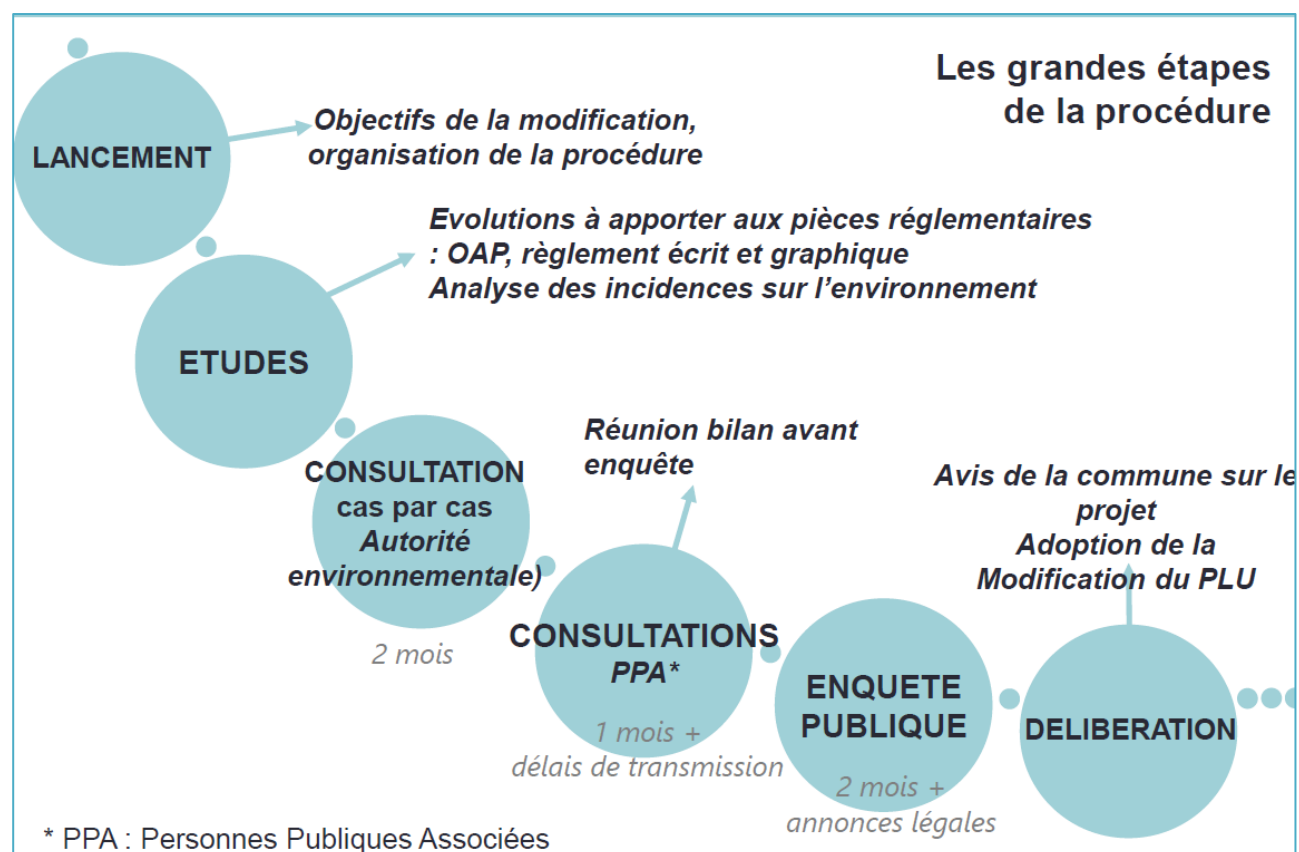 Les grandes étapes
de la procédure
LANCEMENT
Objectifs de la modification,
organisation de la procédure
Evolutions à apporter aux pièces réglementaires
: OAP, règlement écrit et graphique
Analyse des incidences sur l'environnement
ETUDES
CONSULTATION
cas par cas
Autorité
environnementale)
2 mois
Réunion bilan avant
enquête
CONSULTATIONS
PPA*
1 mois +
délais de transmission
ENQUETE
PUBLIQUE
2 mois +
annonces légales
Avis de la commune sur le
projet
Adoption de la
Modification du PLU
DELIBERATION
* PPA : Personnes Publiques Associées